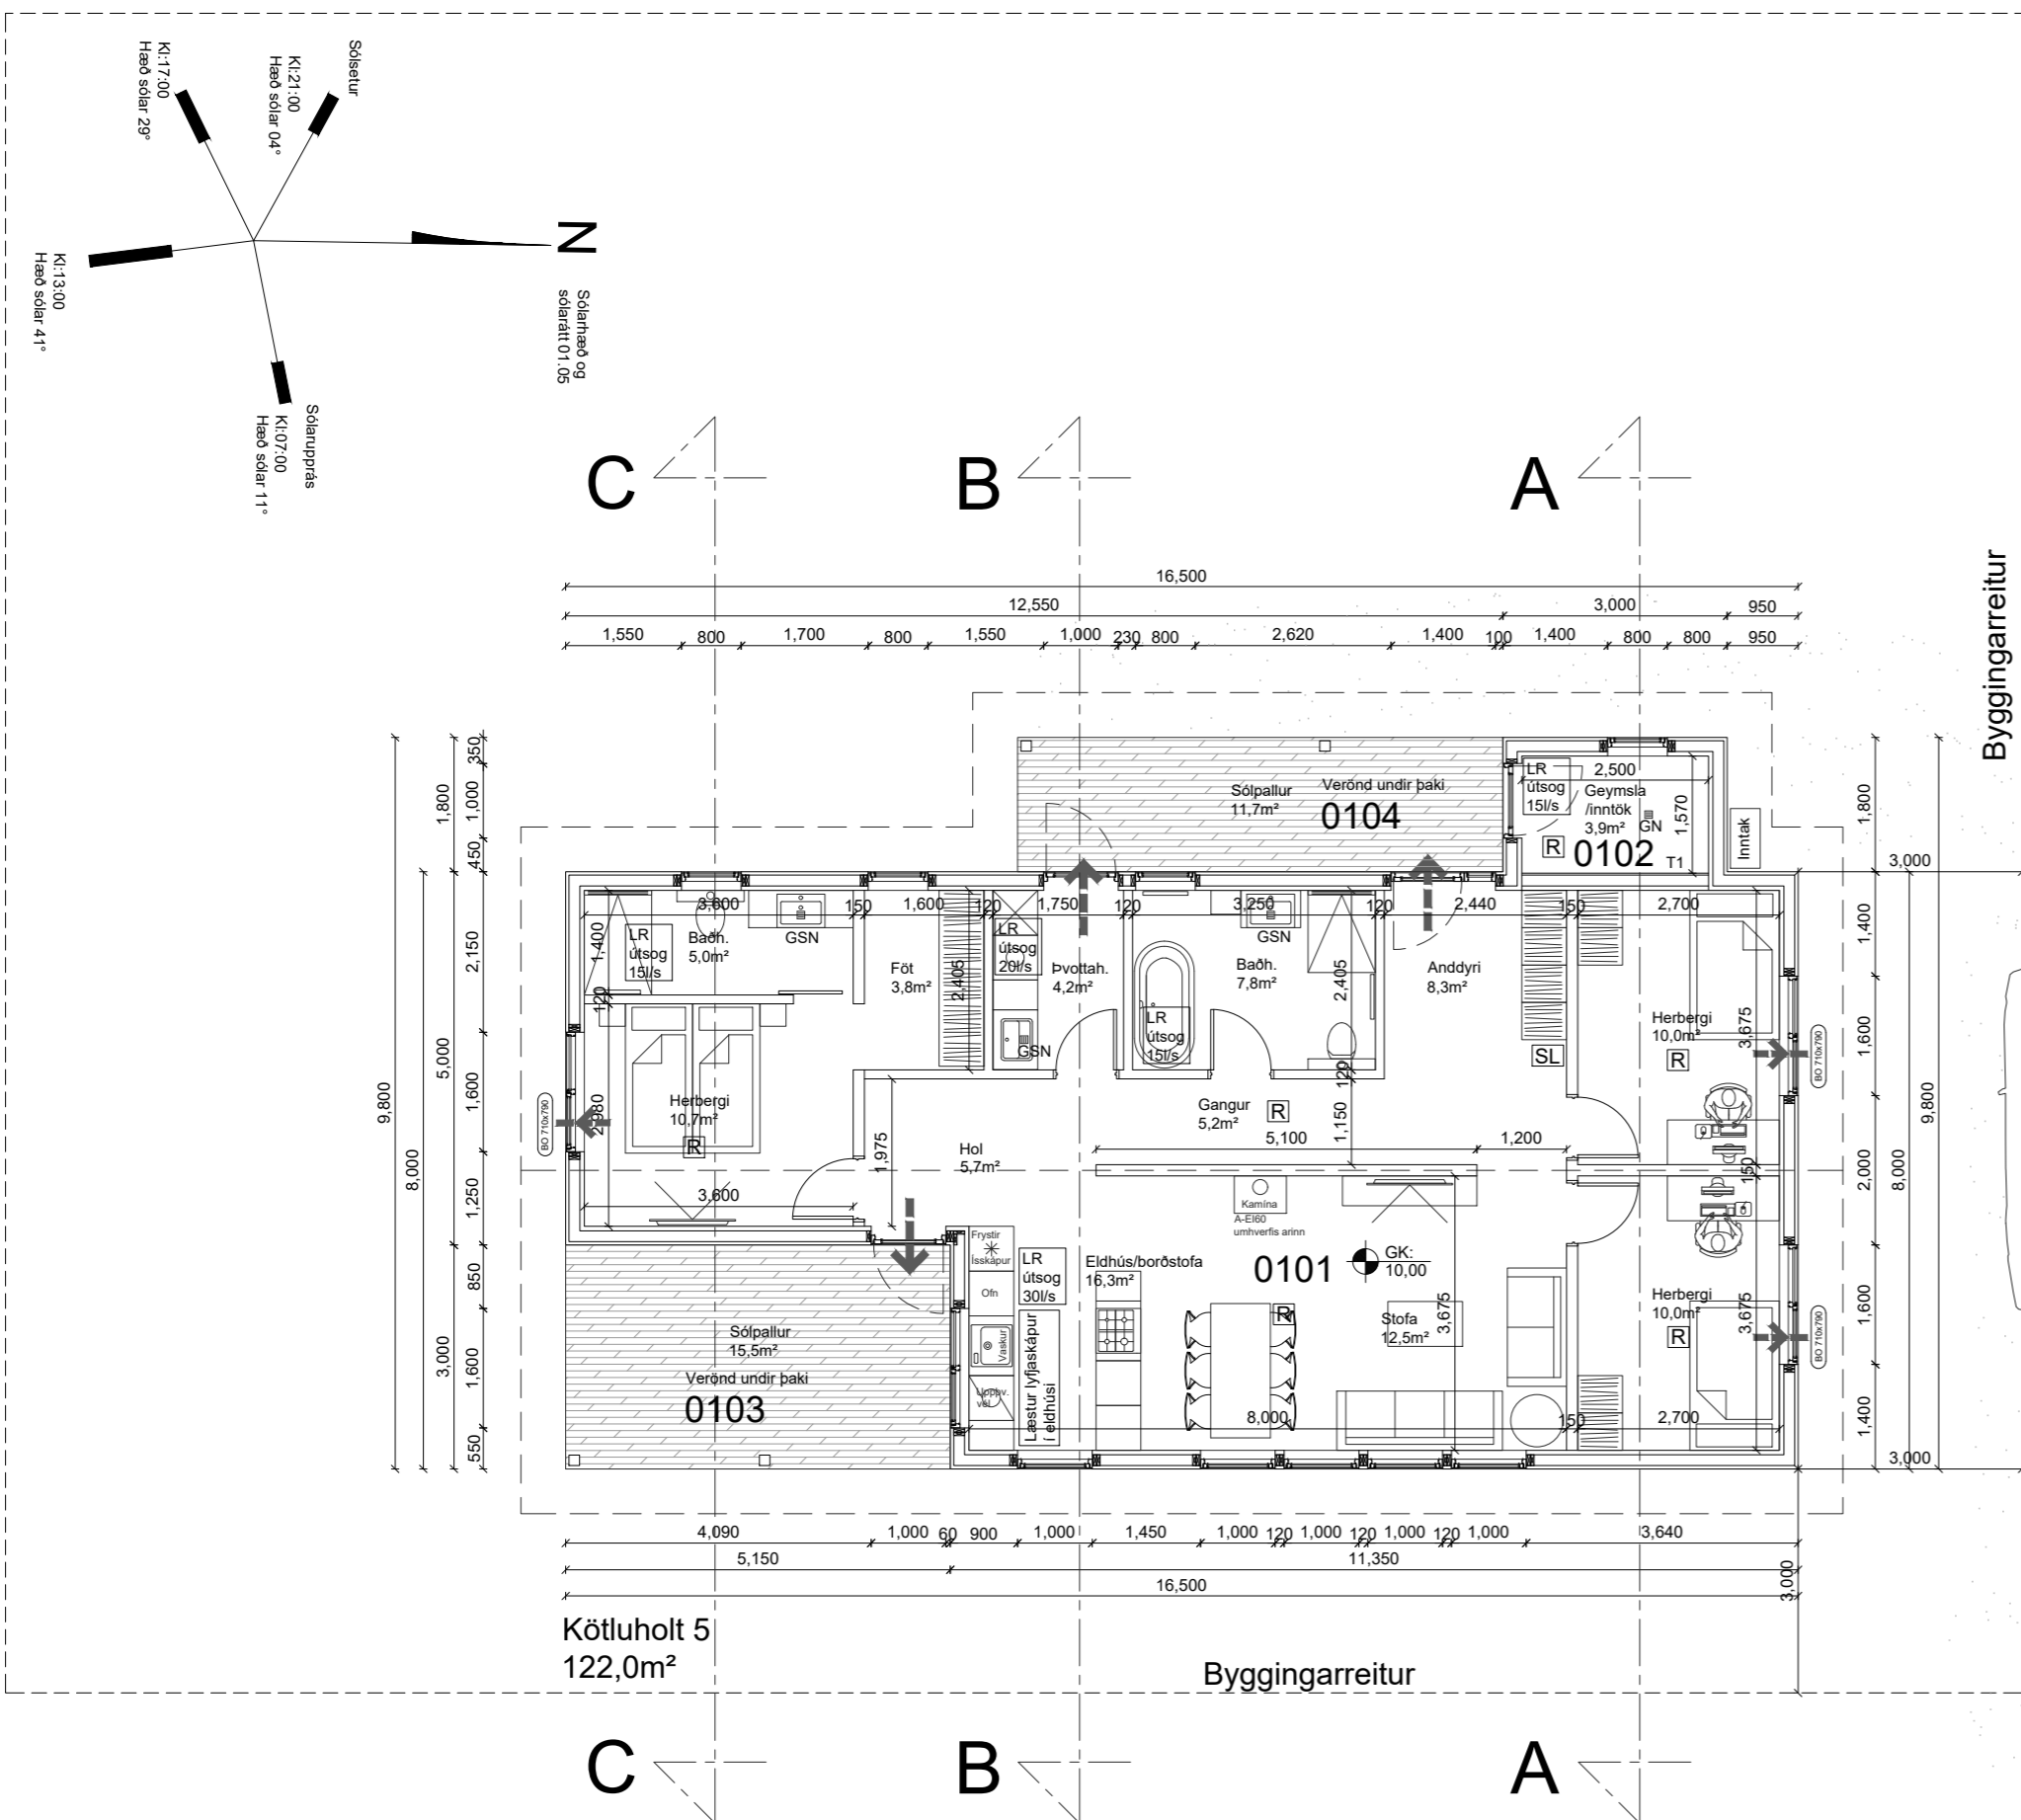 Sólsetur
Kl:21:00
Hæð sólar 04°
Kl:17:00
Hæð sólar 29°
Kl:13:00
Hæð sólar 41°
Sólarupprás
Kl:07:00
Hæð sólar 11°
N
Sólarhæð og
sólarátt 01.05
C
B
A
Byggingarreitur
16,500
12,550 3,000 950
1,550 800 1,700 800 1,550 1,000 230 800 2,620 1,400 100 1,400 800 800 950
9,800
8,000
1,800
5,000
3,000
350
1,000
450
2,150
1,600
1,250
850
1,600
550
Sólpallur
11,7m²
Verönd undir þaki
0104
LR
útsog
15l/s
2,500
Geymsla
/inntök
3,9m²
GN
1,570
R
0102
T1
Inntak
1,800
3,000
1,400
1,600
2,000
1,600
1,400
8,000
9,800
3,000
3,600 150 1,600 120 1,750 120 3,250 120 2,440 150 2,700
1,400
LR
útsog
15l/s
Baðh.
5,0m²
GSN
120
Föt
3,8m²
2,405
LR
útsog
20l/s
Þvottah.
4,2m²
GSN
LR
útsog
15l/s
GSN
Baðh.
7,8m²
2,405
120
Anddyri
8,3m²
SL
Herbergi
10,0m²
R
3,675
BO 710x790
Herbergi
10,7m²
R
2,980
3,600
BO 710x790
1,975
Hol
5,7m²
Gangur
5,2m²
R
5,100
1,150
1,200
150
Kamína
A-EI60
umhverfis arinn
Frystir
Ísskápur
Ofn
Vaskur
Uppþv.
vél
LR
útsog
30l/s
Læstur lyfjaskápur
í eldhúsi
Eldhús/borðstofa
16,3m²
0101
GK:
10,00
R
Stofa
12,5m²
3,675
Herbergi
10,0m²
R
3,675
BO 710x790
8,000 150 2,700
Sólpallur
15,5m²
Verönd undir þaki
0103
4,090 1,000 60 900 1,000 1,450 1,000 120 1,000 120 1,000 120 1,000 3,640
5,150 11,350
16,500
3,000
Kötluholt 5
122,0m²
Byggingarreitur
C
B
A